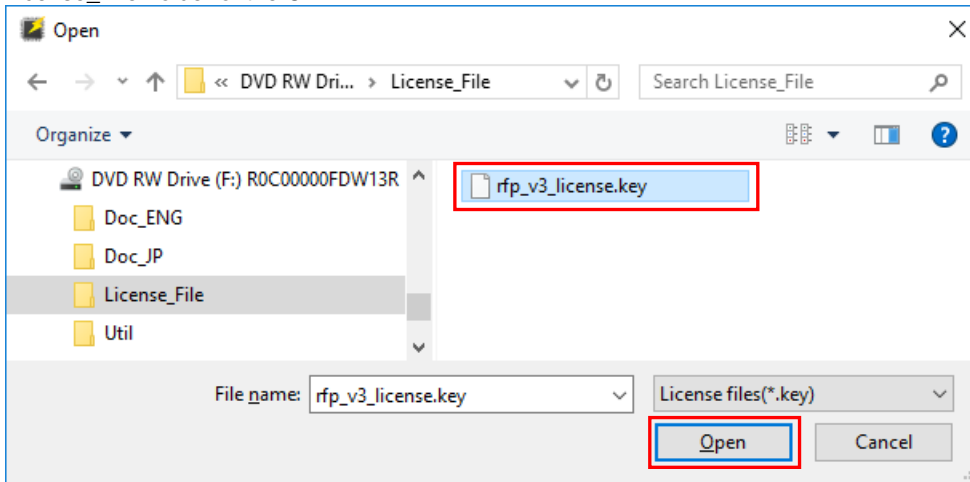 Open
« DVD RW Dri... › License_File
Search License_File
Organize
DVD RW Drive (F:) R0C00000FDW13R
Doc_ENG
Doc_JP
License_File
Util
rfp_v3_license.key
File name: rfp_v3_license.key
License files(*.key)
Open Cancel